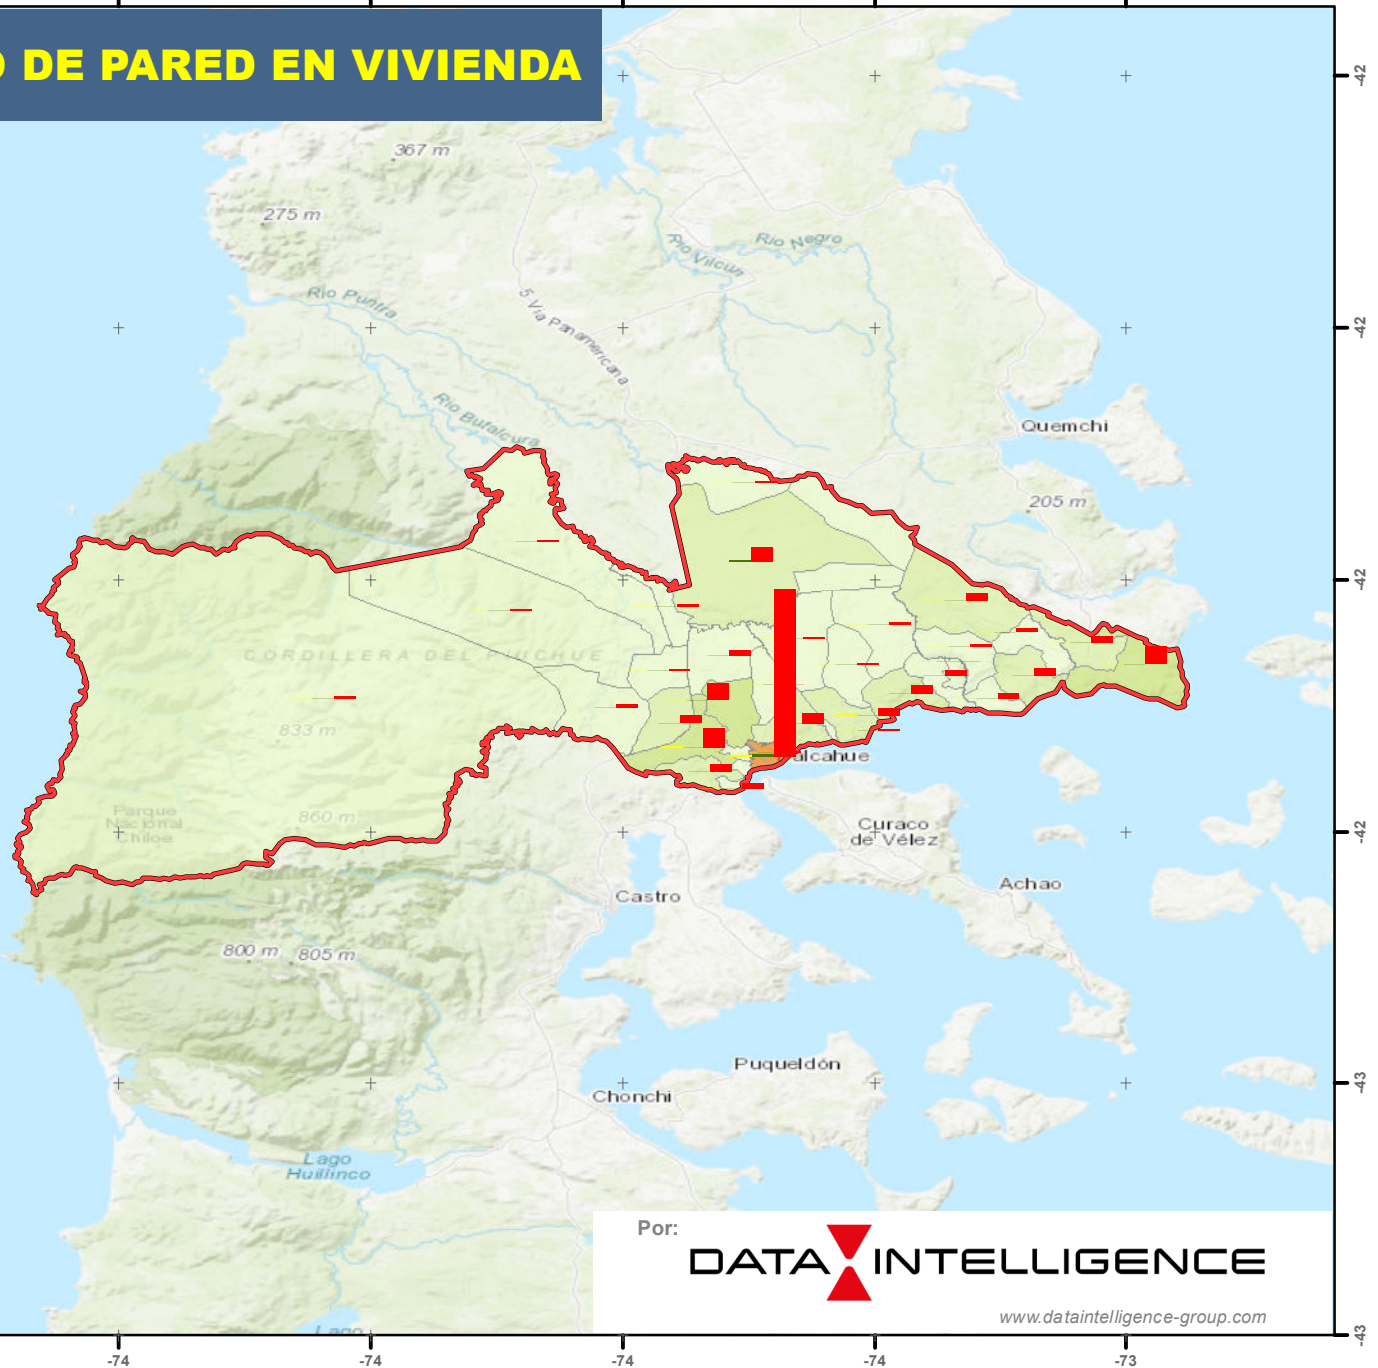 O DE PARED EN VIVIENDA
367 m
275 m
Río Negro
Río Vilcun
Río Puntra
5 Vía Panamericana
Río Butalcura
Quemchi
205 m
CORDILLERA DEL PIUCHUE
833 m
alcahue
Parque
Nacional
Chiloé
860 m
Curaco
de Vélez
Achao
Castro
800 m
805 m
Puqueldón
Chonchi
Lago
Huillinco
Lago
Por:
DATA INTELLIGENCE
www.dataintelligence-group.com
-42
-42
-42
-42
-43
-43
-74
-74
-74
-74
-73